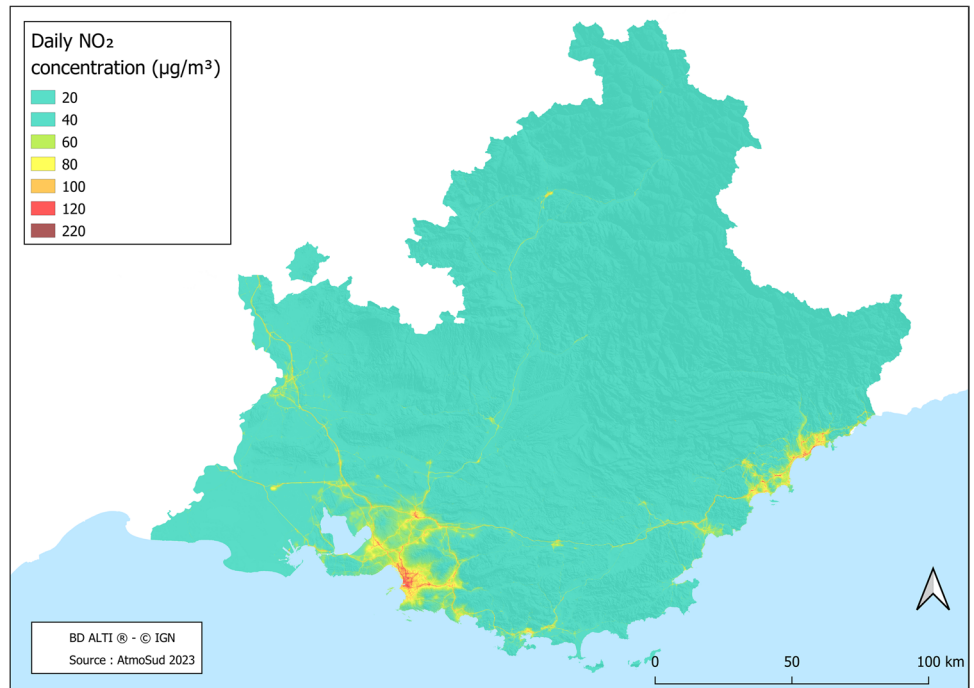 Daily NO₂
concentration (µg/m³)
20
40
60
80
100
120
220
BD ALTI ® - © IGN
Source : AtmoSud 2023
0 50 100 km